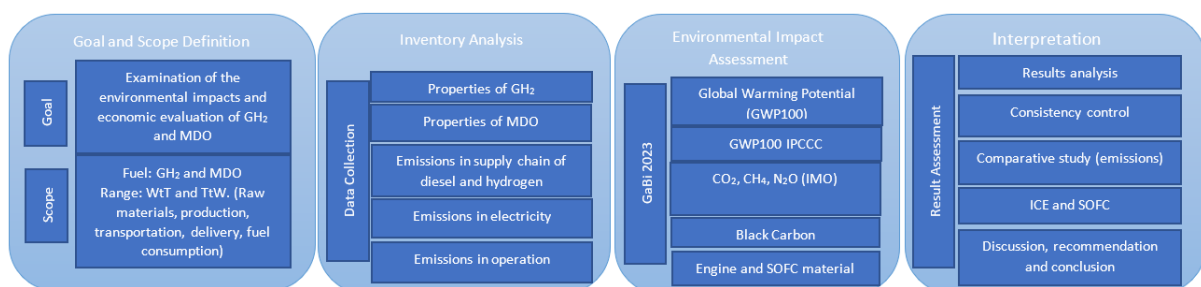 Goal and Scope Definition
Goal
Examination of the
environmental impacts and
economic evaluation of GH₂
and MDO
Scope
Fuel: GH₂ and MDO
Range: WtT and TtW. (Raw
materials, production,
transportation, delivery, fuel
consumption)
Inventory Analysis
Data Collection
Properties of GH₂
Properties of MDO
Emissions in supply chain of
diesel and hydrogen
Emissions in electricity
Emissions in operation
Environmental Impact
Assessment
GaBi 2023
Global Warming Potential
(GWP100)
GWP100 IPCCC
CO₂, CH₄, N₂O (IMO)
Black Carbon
Engine and SOFC material
Interpretation
Result Assessment
Results analysis
Consistency control
Comparative study (emissions)
ICE and SOFC
Discussion, recommendation
and conclusion